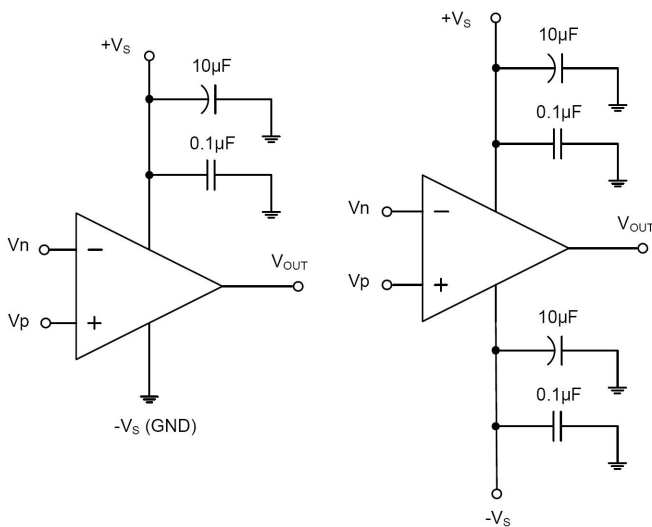 +VS
10µF
0.1µF
Vn
−
Vp
+
VOUT
-VS (GND)
+VS
10µF
0.1µF
Vn
−
Vp
+
VOUT
10µF
0.1µF
-VS